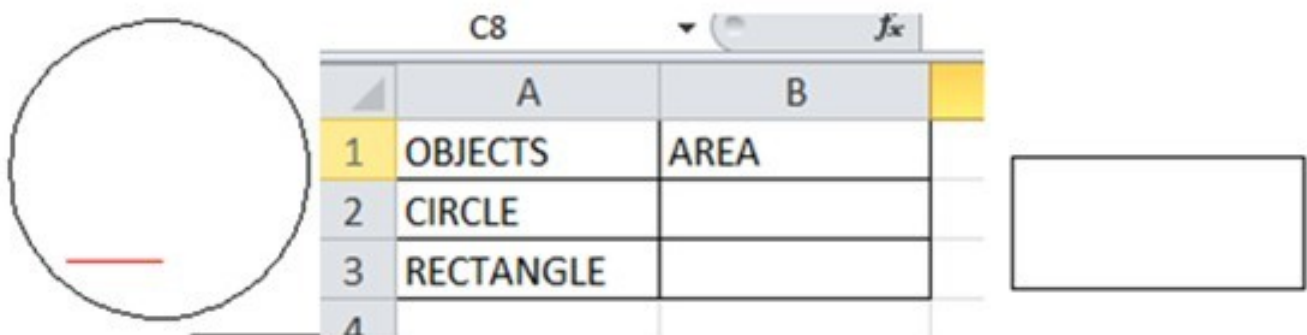 C8 fx
A B
1 OBJECTS AREA
2 CIRCLE
3 RECTANGLE
4